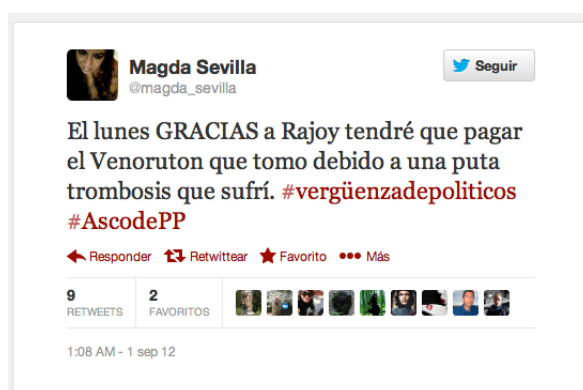 Magda Sevilla
@magda_sevilla
Seguir
El lunes GRACIAS a Rajoy tendré que pagar
el Venoruton que tomo debido a una puta
trombosis que sufrí. #vergüenzadepoliticos
#AscodePP
Responder Retwittear Favorito Más
9 2
RETWEETS FAVORITOS
1:08 AM - 1 sep 12